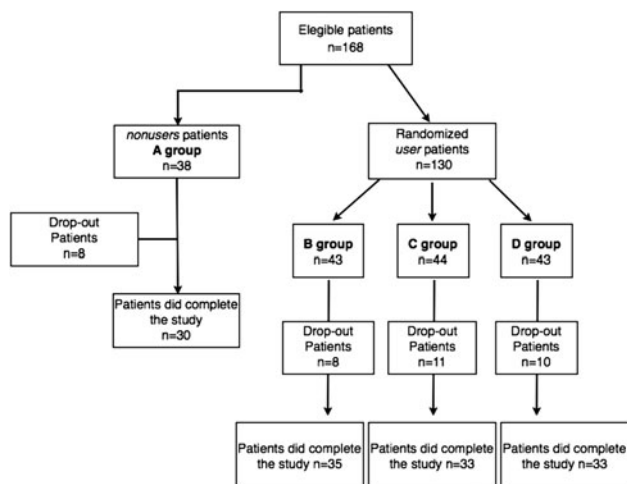 Elegible patients
n=168
nonusers patients
A group
n=38
Randomized
user patients
n=130
Drop-out
Patients
n=8
Patients did complete
the study
n=30
B group
n=43
C group
n=44
D group
n=43
Drop-out
Patients
n=8
Drop-out
Patients
n=11
Drop-out
Patients
n=10
Patients did complete
the study n=35
Patients did complete
the study n=33
Patients did complete
the study n=33